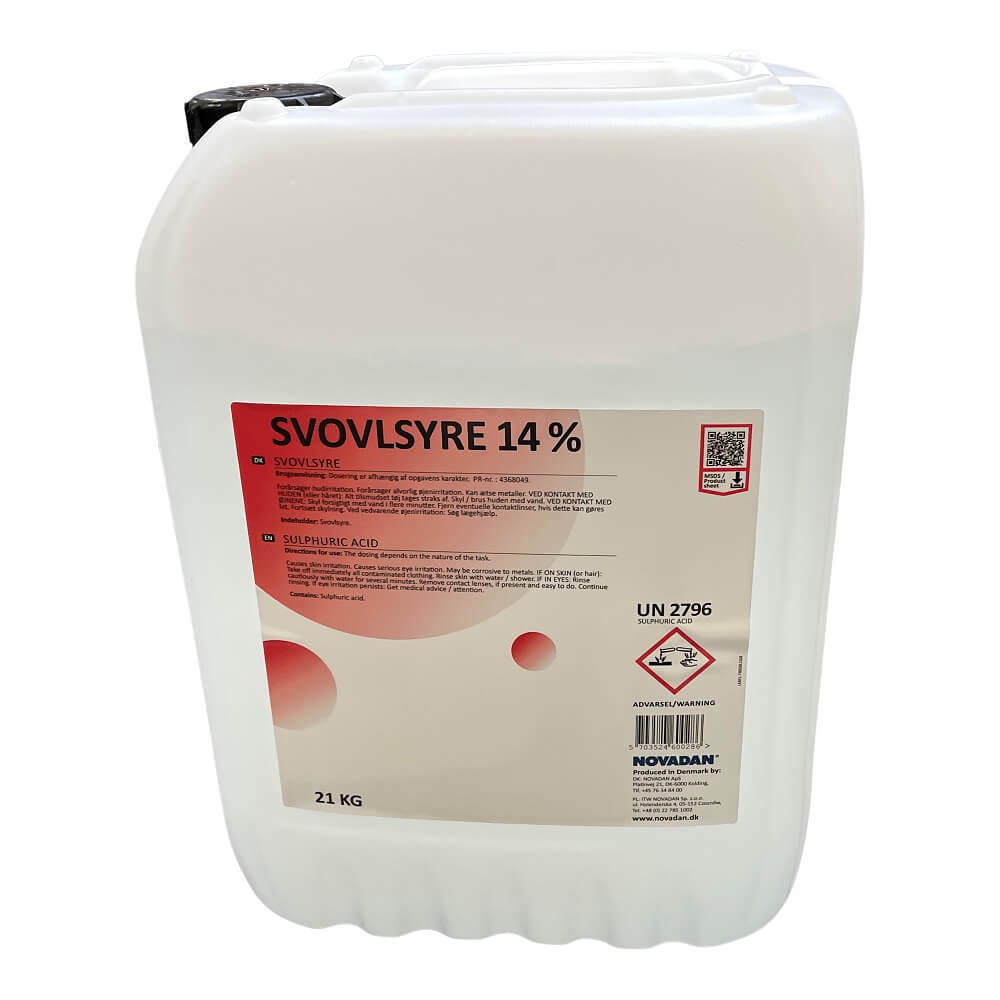 SVOVLSYRE 14 %
DK SVOVLSYRE
Brugsanvisning: Dosering er afhængig af opgavens karakter. PR-nr. : 4368049.
Forårsager hudirritation. Forårsager alvorlig øjenirritation. Kan ætse metaller. VED KONTAKT MED
HUDEN (eller håret): Alt tilsmudset tøj tages straks af. Skyl / brus huden med vand. VED KONTAKT MED
ØJNENE: Skyl forsigtigt med vand i flere minutter. Fjern eventuelle kontaktlinser, hvis dette kan gøres
let. Fortsæt skylning. Ved vedvarende øjenirritation: Søg lægehjælp.
Indeholder: Svovlsyre.
EN SULPHURIC ACID
Directions for use: The dosing depends on the nature of the task.
Causes skin irritation. Causes serious eye irritation. May be corrosive to metals. IF ON SKIN (or hair):
Take off immediately all contaminated clothing. Rinse skin with water / shower. IF IN EYES: Rinse
cautiously with water for several minutes. Remove contact lenses, if present and easy to do. Continue
rinsing. If eye irritation persists: Get medical advice / attention.
Contains: Sulphuric acid.
21 KG
MSDS /
Product
sheet
UN 2796
SULPHURIC ACID
ADVARSEL/WARNING
5 703524 600286 >
NOVADAN®
Produced in Denmark by:
DK: NOVADAN ApS
Platinvej 21, DK-6000 Kolding,
Tlf. +45 76 34 84 00
PL: ITW NOVADAN Sp. z.o.o.
ul. Holenderska 4, 05-152 Czosnów,
Tel. +48 (0) 22 785 1002
www.novadan.dk